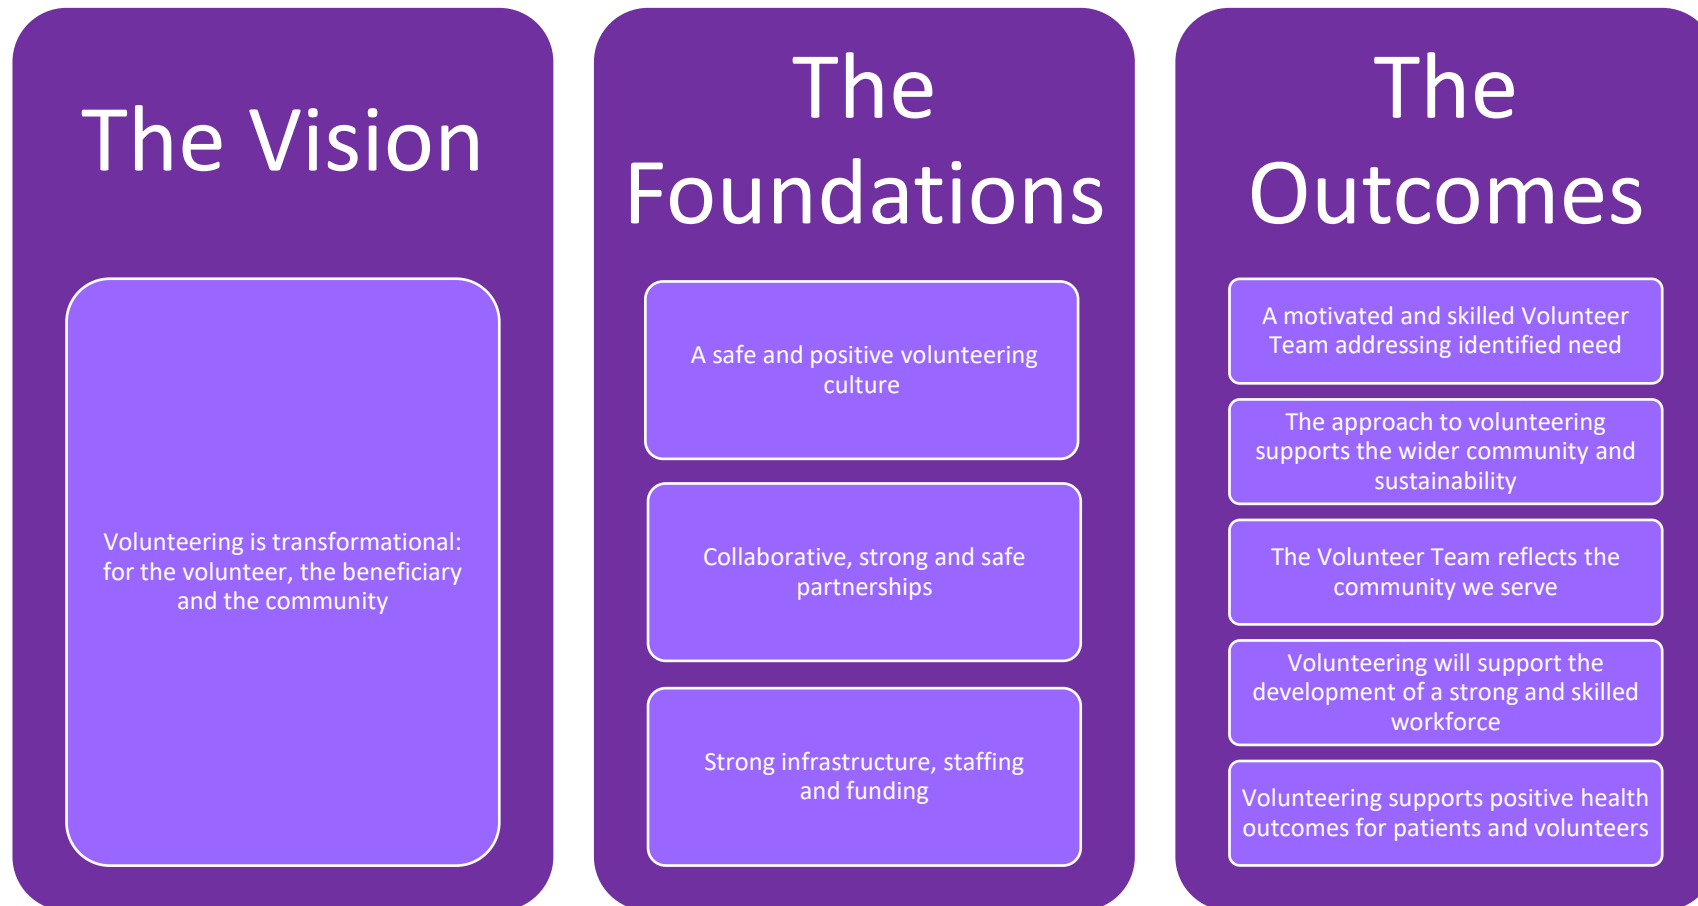 The Vision
Volunteering is transformational:
for the volunteer, the beneficiary
and the community
The
Foundations
A safe and positive volunteering
culture
Collaborative, strong and safe
partnerships
Strong infrastructure, staffing
and funding
The
Outcomes
A motivated and skilled Volunteer
Team addressing identified need
The approach to volunteering
supports the wider community and
sustainability
The Volunteer Team reflects the
community we serve
Volunteering will support the
development of a strong and skilled
workforce
Volunteering supports positive health
outcomes for patients and volunteers